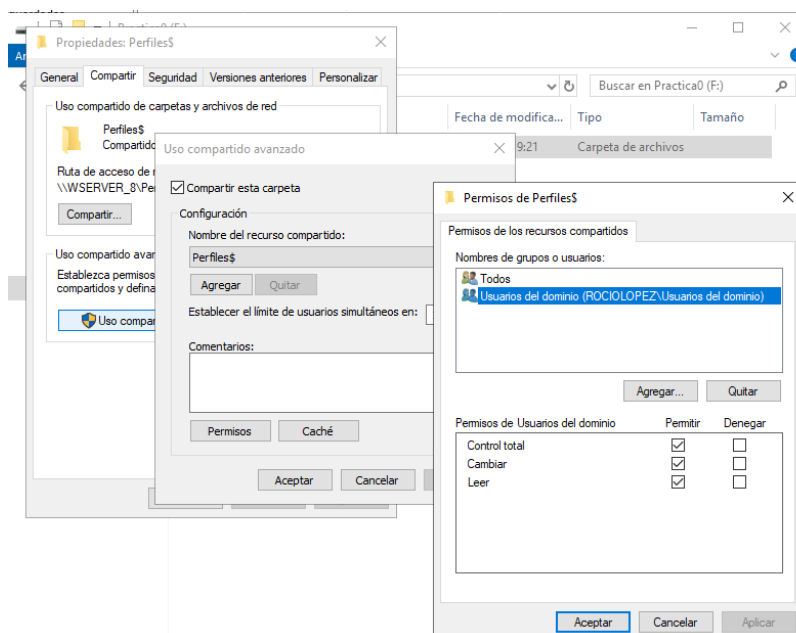 Propiedades: Perfiles$
General Compartir Seguridad Versiones anteriores Personalizar
Uso compartido de carpetas y archivos de red
Perfiles$
Compartido
Ruta de acceso de r
\\WSERVER_8\Pe
Compartir...
Uso compartido avan
Establezca permisos
compartidos y defina
Uso compar
Buscar en Practica0 (F:)
Fecha de modifica... Tipo Tamaño
9:21 Carpeta de archivos
Uso compartido avanzado
Compartir esta carpeta
Configuración
Nombre del recurso compartido:
Perfiles$
Agregar Quitar
Establecer el límite de usuarios simultáneos en:
Comentarios:
Permisos Caché
Aceptar Cancelar
Permisos de Perfiles$
Permisos de los recursos compartidos
Nombres de grupos o usuarios:
Todos
Usuarios del dominio (ROCIOLOPEZ\Usuarios del dominio)
Agregar... Quitar
Permisos de Usuarios del dominio Permitir Denegar
Control total
Cambiar
Leer
Aceptar Cancelar Aplicar